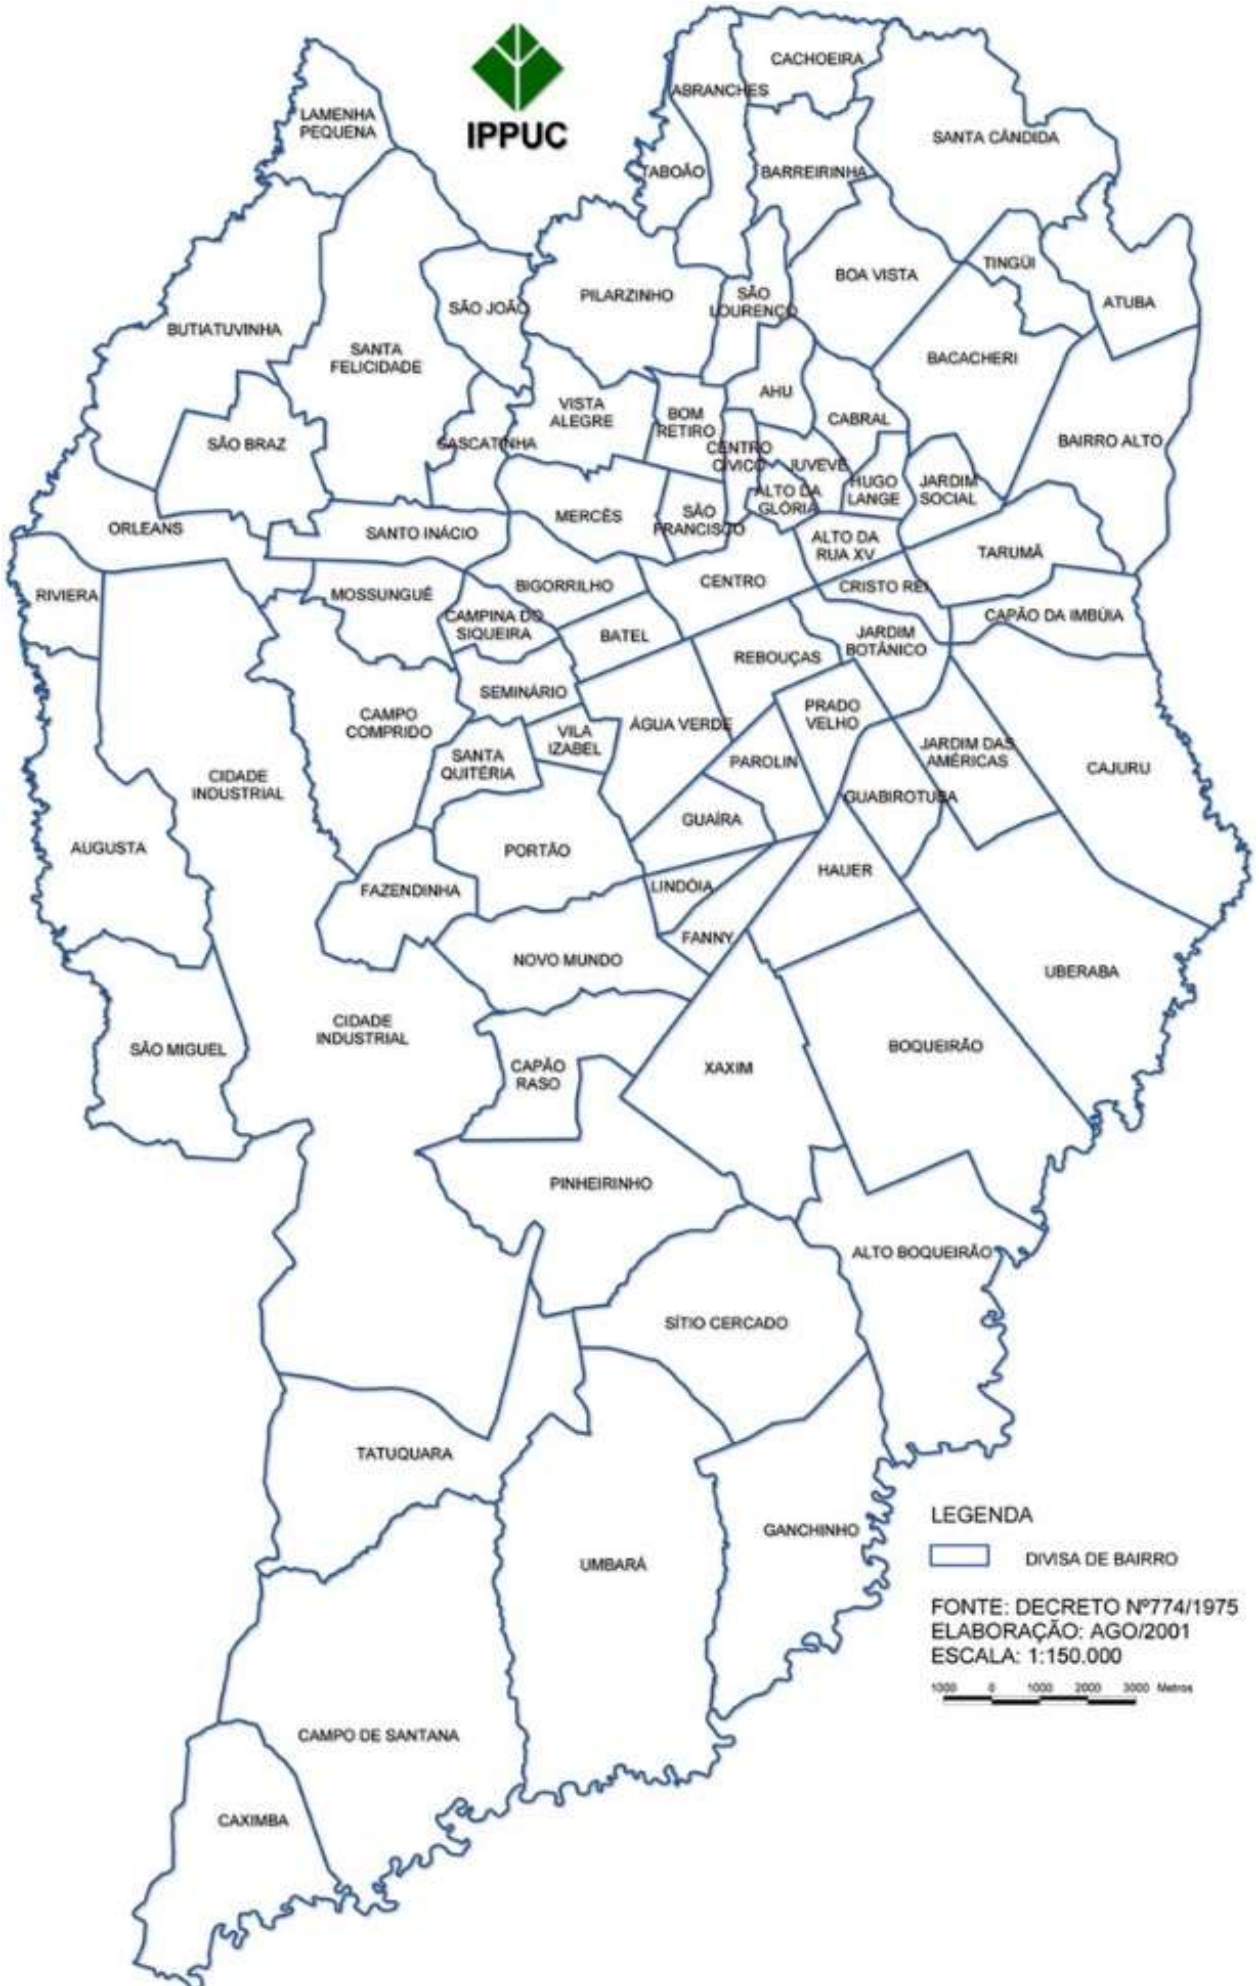 IPPUC
CACHOEIRA
ABRANCHES
LAMENHA
PEQUENA
SANTA CÂNDIDA
TABOÃO
BARREIRINHA
TINGÜI
BOA VISTA
PILARZINHO
SÃO
LOURENÇO
ATUBA
SÃO JOÃO
BUTIATUVINHA
SANTA
FELICIDADE
BACACHERI
AHU
VISTA
ALEGRE
BOM
RETIRO
CABRAL
SÃO BRAZ
CASCATINHA
CENTRO
CIVICO
JUVEVÊ
BAIRRO ALTO
HUGO
LANGE
JARDIM
SOCIAL
ALTO DA
GLÓRIA
ORLEANS
SANTO INÁCIO
MERCÊS
SÃO
FRANCISCO
ALTO DA
RUA XV
TARUMÃ
RIVIERA
MOSSUNGUÊ
BIGORRILHO
CENTRO
CRISTO REI
CAMPINA DO
SIQUEIRA
BATEL
CAPÃO DA IMBÚIA
JARDIM
BOTÂNICO
REBOUÇAS
SEMINÁRIO
CAMPO
COMPRIDO
ÁGUA VERDE
PRADO
VELHO
VILA
IZABEL
SANTA
QUITÉRIA
PAROLIN
JARDIM DAS
AMÉRICAS
CAJURU
CIDADE
INDUSTRIAL
GUABIROTUBA
GUAÍRA
AUGUSTA
PORTÃO
HAUER
FAZENDINHA
LINDÓIA
FANNY
NOVO MUNDO
UBERABA
CIDADE
INDUSTRIAL
SÃO MIGUEL
CAPÃO
RASO
XAXIM
BOQUEIRÃO
PINHEIRINHO
ALTO BOQUEIRÃO
SÍTIO CERCADO
TATUQUARA
GANCHINHO
UMBARÁ
CAMPO DE SANTANA
CAXIMBA
LEGENDA
DIVISA DE BAIRRO
FONTE: DECRETO Nº774/1975
ELABORAÇÃO: AGO/2001
ESCALA: 1:150.000
1000 0 1000 2000 3000 Metros